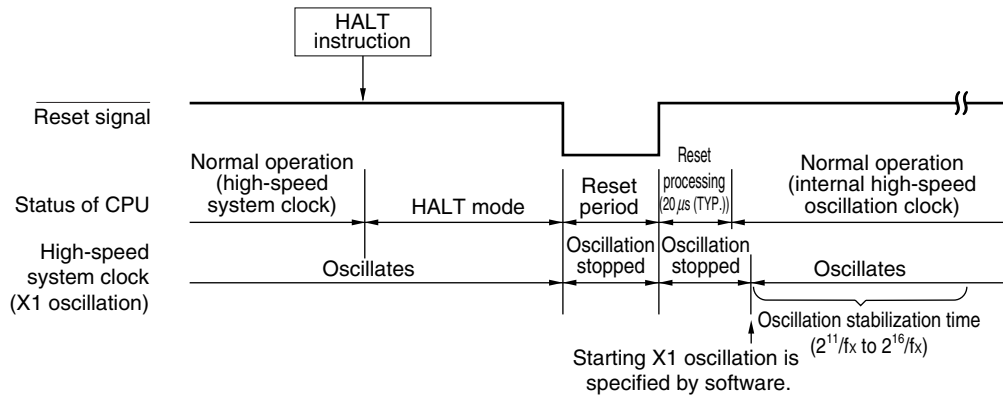 HALT
instruction
Reset signal
Status of CPU
Normal operation
(high-speed
system clock)
HALT mode
Reset
period
Reset
processing
(20 μs (TYP.))
Normal operation
(internal high-speed
oscillation clock)
High-speed
system clock
(X1 oscillation)
Oscillates
Oscillation
stopped
Oscillation
stopped
Oscillates
Oscillation stabilization time
(2¹¹/fx to 2¹⁶/fx)
Starting X1 oscillation is
specified by software.